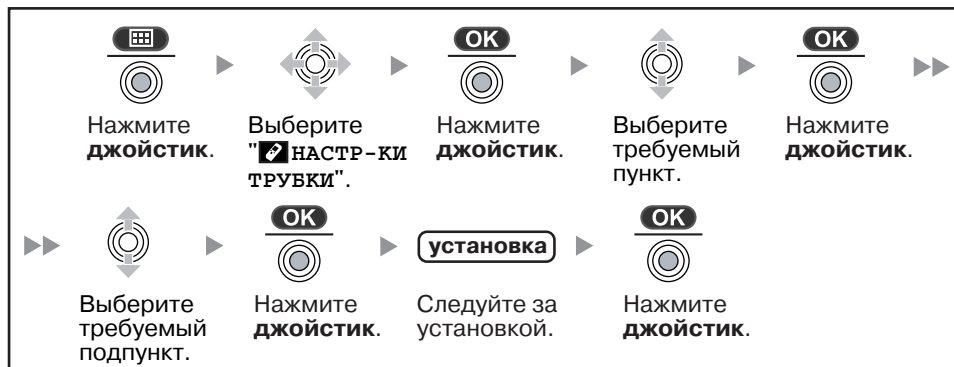 OK
OK
Нажмите
джойстик.
Выберите
"НАСТР-КИ
ТРУБКИ".
Нажмите
джойстик.
Выберите
требуемый
пункт.
Нажмите
джойстик.
OK
установка
OK
Выберите
требуемый
подпункт.
Нажмите
джойстик.
Следуйте за
установкой.
Нажмите
джойстик.